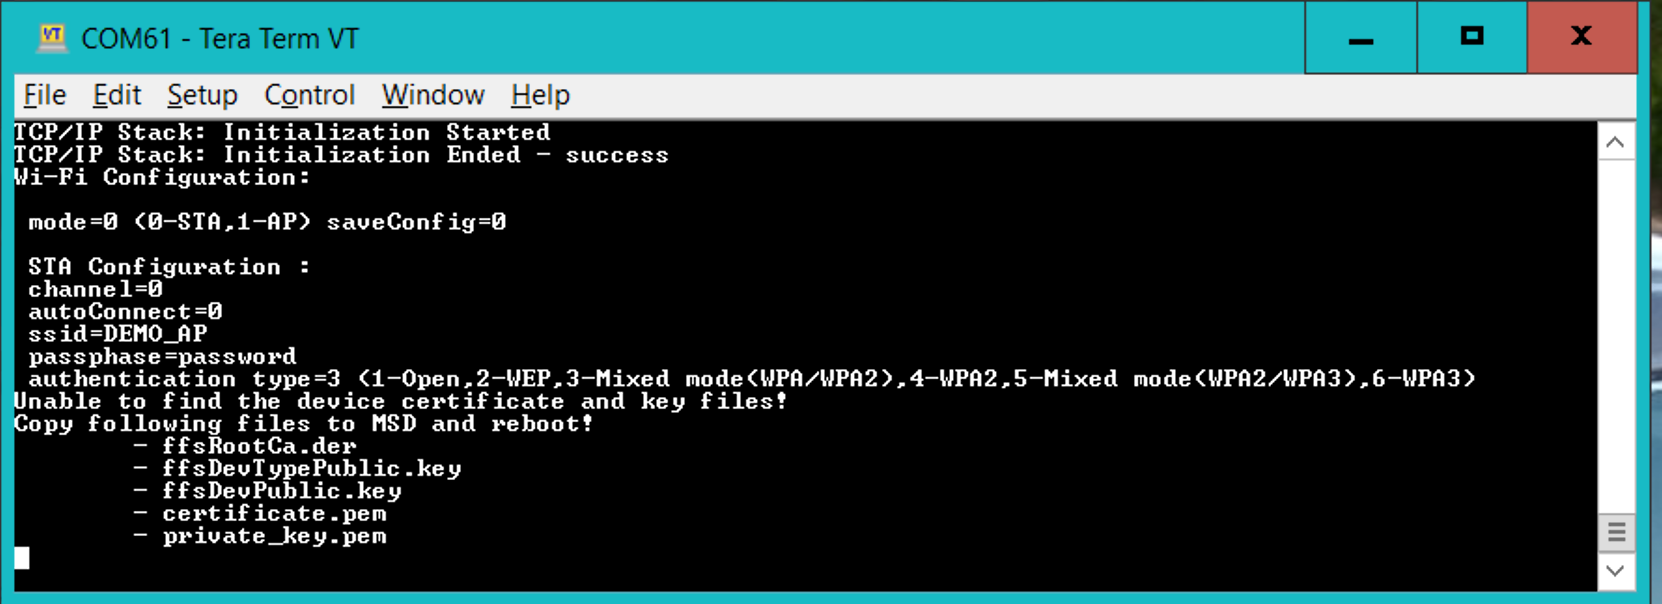 VT COM61 - Tera Term VT
File Edit Setup Control Window Help
TCP/IP Stack: Initialization Started
TCP/IP Stack: Initialization Ended - success
Wi-Fi Configuration:
mode=0 (0-STA,1-AP) saveConfig=0
STA Configuration :
channel=0
autoConnect=0
ssid=DEMO_AP
passphase=password
authentication type=3 (1-Open,2-WEP,3-Mixed mode(WPA/WPA2),4-WPA2,5-Mixed mode(WPA2/WPA3),6-WPA3)
Unable to find the device certificate and key files!
Copy following files to MSD and reboot!
- ffsRootCa.der
- ffsDevTypePublic.key
- ffsDevPublic.key
- certificate.pem
- private_key.pem